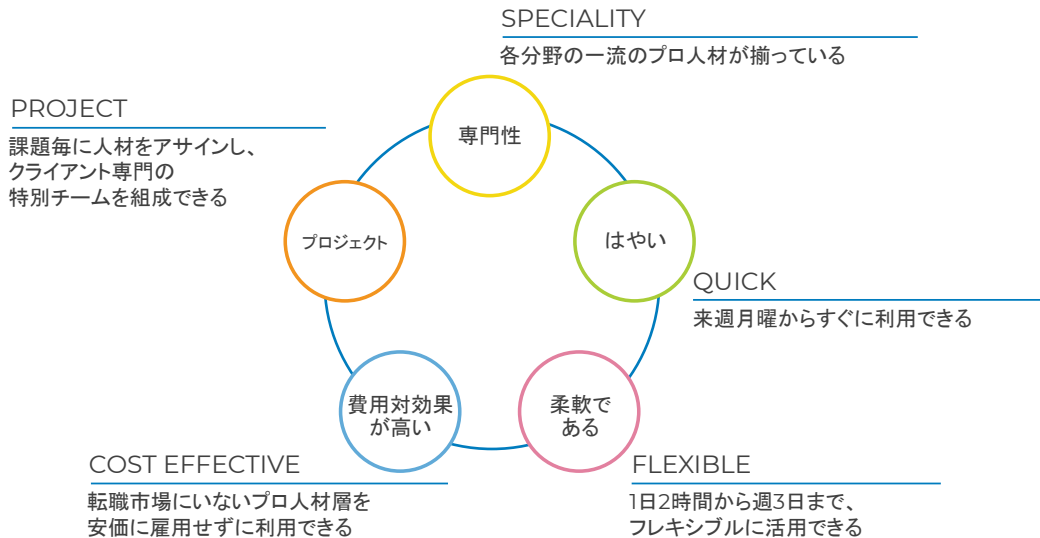 SPECIALITY
各分野の一流のプロ人材が揃っている
PROJECT
課題毎に人材をアサインし、
クライアント専門の
特別チームを組成できる
専門性
プロジェクト
はやい
QUICK
来週月曜からすぐに利用できる
費用対効果
が高い
柔軟で
ある
COST EFFECTIVE
転職市場にいないプロ人材層を
安価に雇用せずに利用できる
FLEXIBLE
1日2時間から週3日まで、
フレキシブルに活用できる